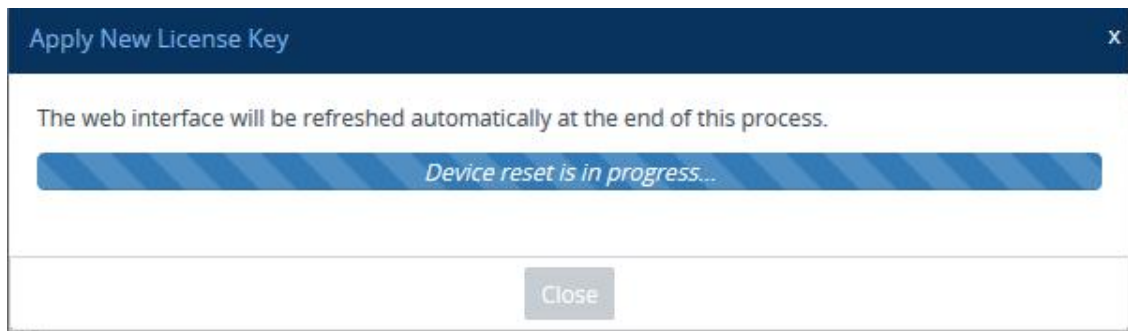 Apply New License Key x
The web interface will be refreshed automatically at the end of this process.
Device reset is in progress...
Close